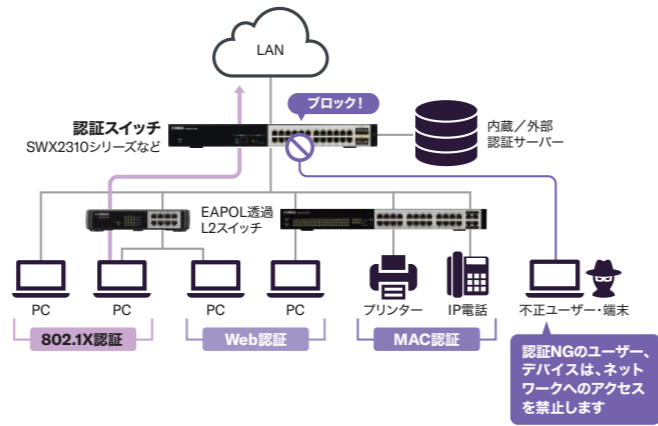 LAN
ブロック!
認証スイッチ
SWX2310シリーズなど
内蔵/外部
認証サーバー
EAPOL透過
L2スイッチ
PC
PC
PC
PC
プリンター
IP電話
不正ユーザー・端末
802.1X認証
Web認証
MAC認証
認証NGのユーザー、
デバイスは、ネット
ワークへのアクセス
を禁止します